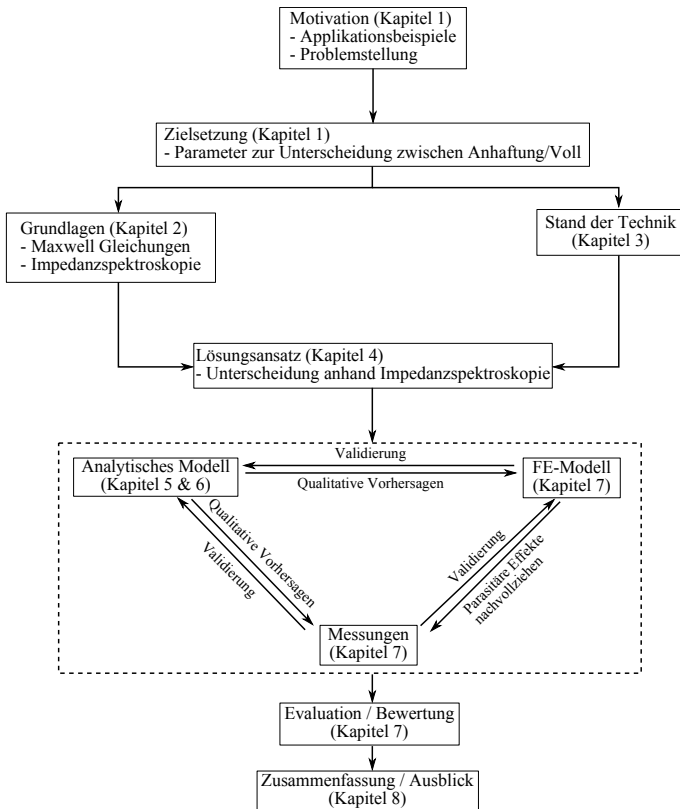 Motivation (Kapitel 1)
- Applikationsbeispiele
- Problemstellung
Zielsetzung (Kapitel 1)
- Parameter zur Unterscheidung zwischen Anhaftung/Voll
Grundlagen (Kapitel 2)
- Maxwell Gleichungen
- Impedanzspektroskopie
Stand der Technik
(Kapitel 3)
Lösungsansatz (Kapitel 4)
- Unterscheidung anhand Impedanzspektroskopie
Analytisches Modell
(Kapitel 5 & 6)
Validierung
Qualitative Vorhersagen
FE-Modell
(Kapitel 7)
Qualitative Vorhersagen
Validierung
Validierung
Parasitäre Effekte
nachvollziehen
Messungen
(Kapitel 7)
Evaluation / Bewertung
(Kapitel 7)
Zusammenfassung / Ausblick
(Kapitel 8)